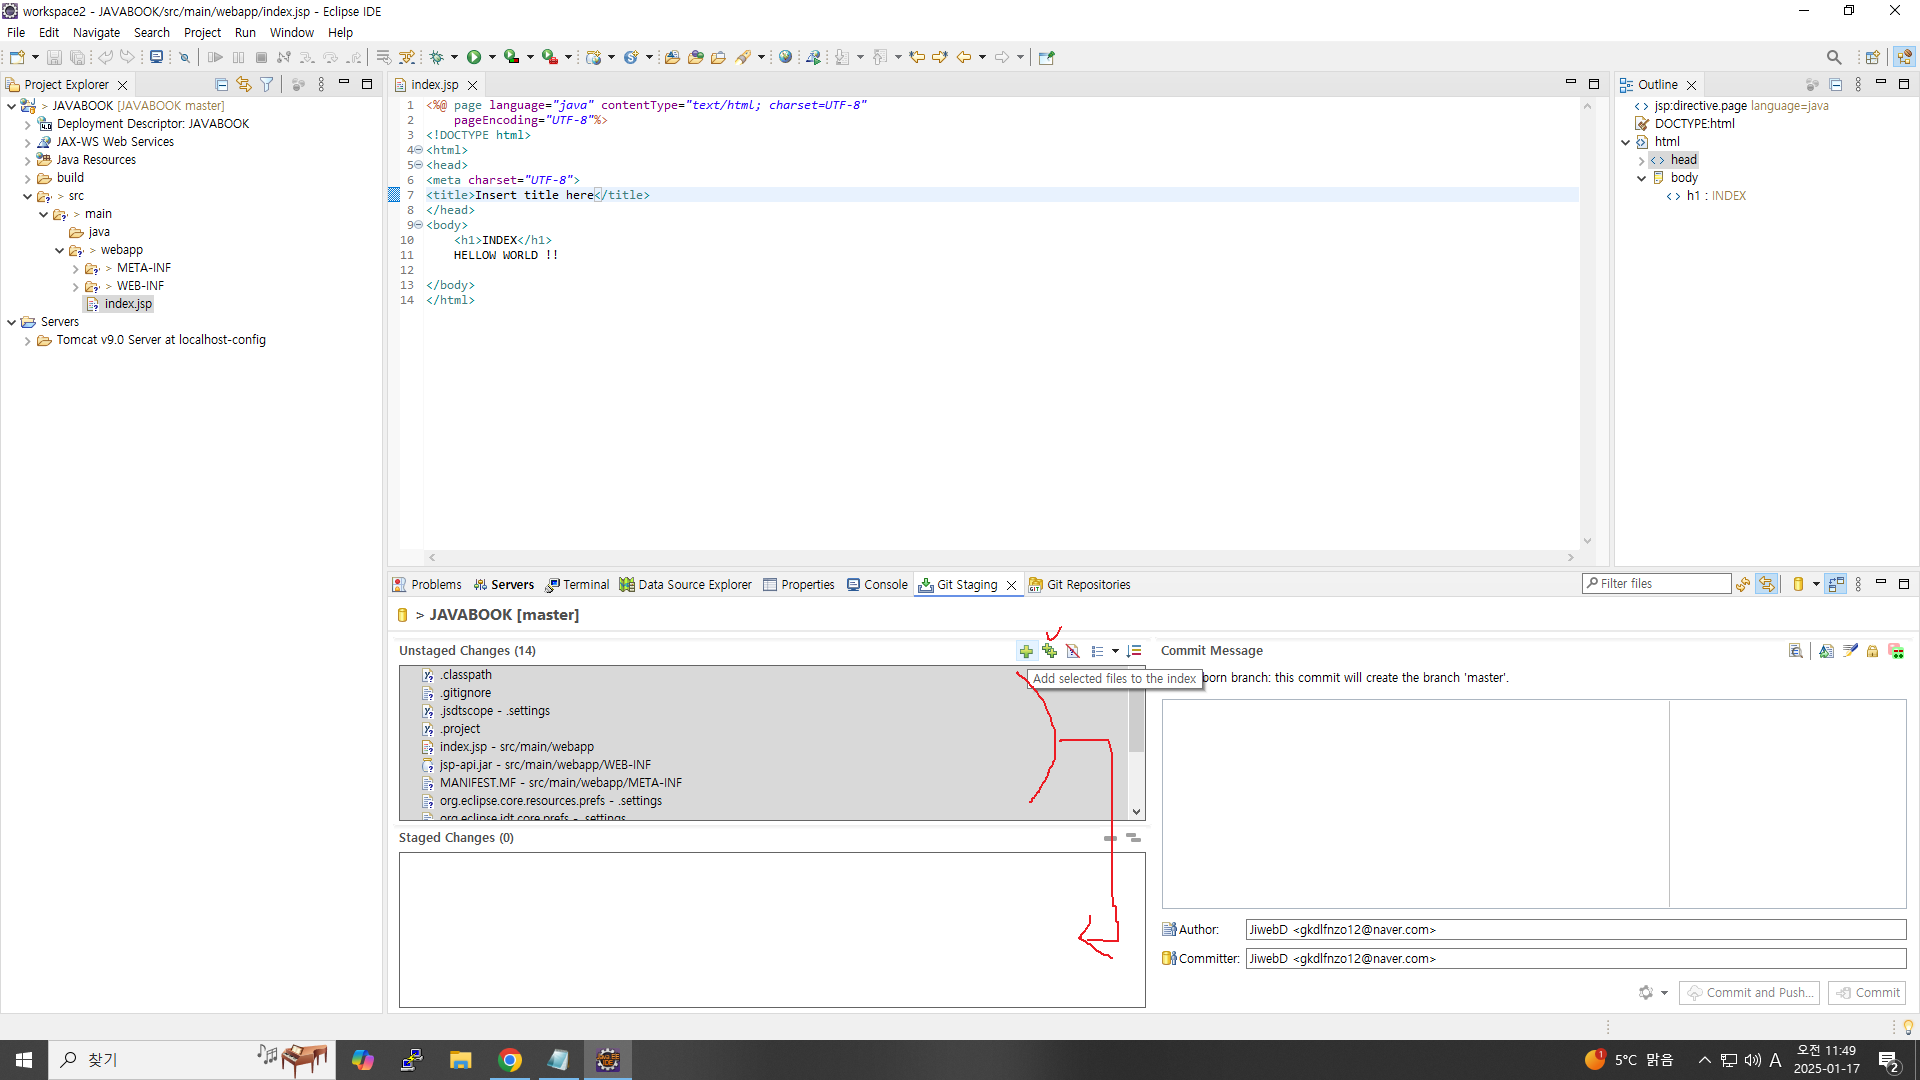 workspace2 - JAVABOOK/src/main/webapp/index.jsp - Eclipse IDE
File Edit Navigate Search Project Run Window Help
Project Explorer
> JAVABOOK [JAVABOOK master]
Deployment Descriptor: JAVABOOK
JAX-WS Web Services
Java Resources
build
> src
> main
java
> webapp
> META-INF
> WEB-INF
index.jsp
Servers
Tomcat v9.0 Server at localhost-config
index.jsp
1 <%@ page language="java" contentType="text/html; charset=UTF-8"
2 pageEncoding="UTF-8"%>
3 <!DOCTYPE html>
4 <html>
5 <head>
6 <meta charset="UTF-8">
7 <title>Insert title here</title>
8 </head>
9 <body>
10 <h1>INDEX</h1>
11 HELLOW WORLD !!
12
13 </body>
14 </html>
Outline
jsp:directive.page language=java
DOCTYPE:html
html
head
body
h1 : INDEX
Problems Servers Terminal Data Source Explorer Properties Console Git Staging Git Repositories
Filter files
> JAVABOOK [master]
Unstaged Changes (14)
Add selected files to the index
.classpath
.gitignore
.jsdtscope - .settings
.project
index.jsp - src/main/webapp
jsp-api.jar - src/main/webapp/WEB-INF
MANIFEST.MF - src/main/webapp/META-INF
org.eclipse.core.resources.prefs - .settings
org.eclipse.jdt.core.prefs - .settings
Staged Changes (0)
Commit Message
orn branch: this commit will create the branch 'master'.
Author: JiwebD <gkdlfnzo12@naver.com>
Committer: JiwebD <gkdlfnzo12@naver.com>
Commit and Push...
Commit
찾기
1
5°C 맑음
A
오전 11:49
2025-01-17
2